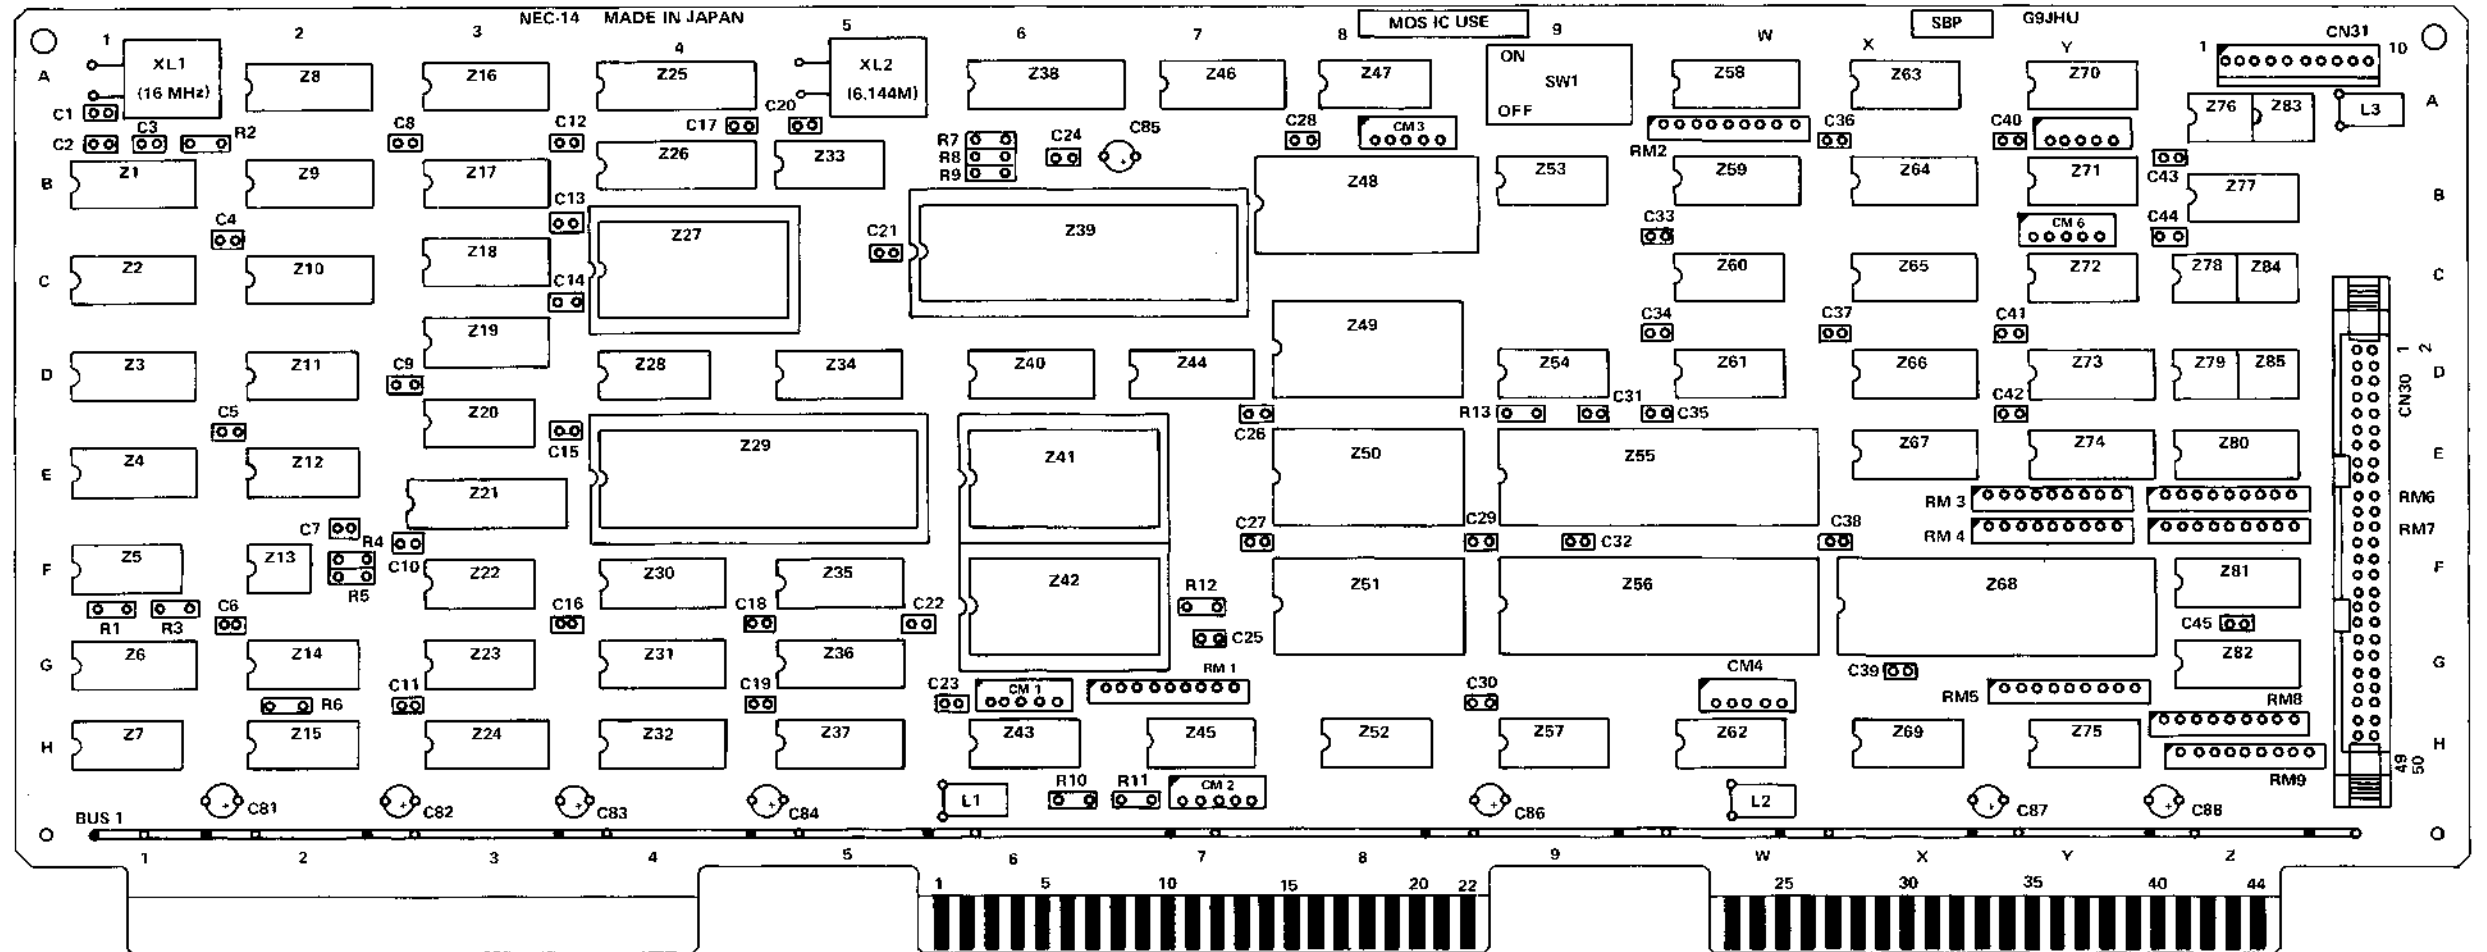 NEC-14 MADE IN JAPAN
MOS IC USE
SBP
G9JHU
CN31
1 2 3 4 5 6 7 8 9 W X Y 1 10
A XL1 Z8 Z16 Z25 XL2 Z38 Z46 Z47 ON Z58 Z63 Z70
(16 MHz) (6.144M) SW1 Z76 Z83 L3 A
C1 C20 OFF
C2 C3 R2 C8 C12 C17 R7 C24 C85 C28 CM 3 RM2 C36 C40
R8
R9
B Z1 Z9 Z17 Z26 Z33 Z48 Z53 Z59 Z64 Z71 C43 Z77 B
C4 C13 Z27 C21 Z39 C33 CM 6 C44
C Z2 Z10 Z18 C14 Z60 Z65 Z72 Z78 Z84 C
Z19 Z49 C34 C37 C41
D Z3 Z11 C9 Z28 Z34 Z40 Z44 Z54 Z61 Z66 Z73 Z79 Z85 D
1 2
CN30
C5 Z20 C15 C26 R13 C31 C35 C42
E Z4 Z12 Z29 Z41 Z50 Z55 Z67 Z74 Z80 E
Z21 RM 3 RM6
C7 R4 C10 C27 C29 C32 C38 RM 4 RM7
F Z5 Z13 R5 Z22 Z30 Z35 Z42 R12 Z51 Z56 Z68 Z81 F
R1 R3 C6 C16 C18 C22 C25 C45
G Z6 Z14 Z23 Z31 Z36 RM 1 CM4 C39 Z82 G
R6 C11 C19 C23 CM 1 C30 RM5 RM8
H Z7 Z15 Z24 Z32 Z37 Z43 Z45 Z52 Z57 Z62 Z69 Z75 H
RM9
49 50
C81 C82 C83 C84 L1 R10 R11 CM 2 C86 L2 C87 C88
BUS 1
1 2 3 4 5 6 7 8 9 W X Y Z
1 5 10 15 20 22 25 30 35 40 44